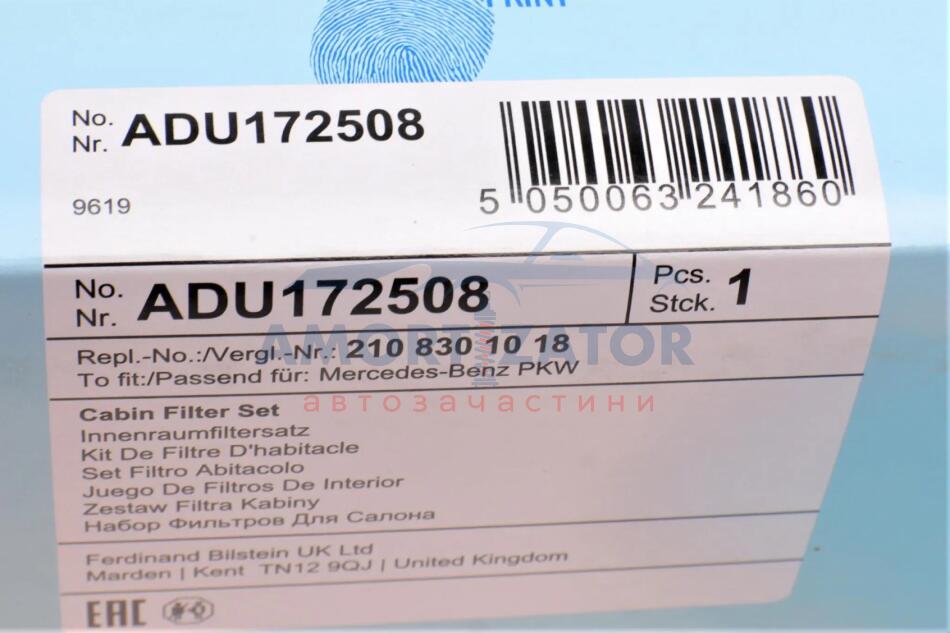 No.
Nr. ADU172508
9619
5 050063 241860
No.
Nr. ADU172508
Pcs.
Stck. 1
Repl.-No.:/Vergl.-Nr.: 210 830 10 18
To fit:/Passend für: Mercedes-Benz PKW
AMORTIZATOR
автозачастини
Cabin Filter Set
Innenraumfiltersatz
Kit De Filtre D'habitacle
Set Filtro Abitacolo
Juego De Filtros De Interior
Zestaw Filtra Kabiny
Набор Фильтров Для Салона
Ferdinand Bilstein UK Ltd
Marden | Kent TN12 9QJ | United Kingdom
EAC